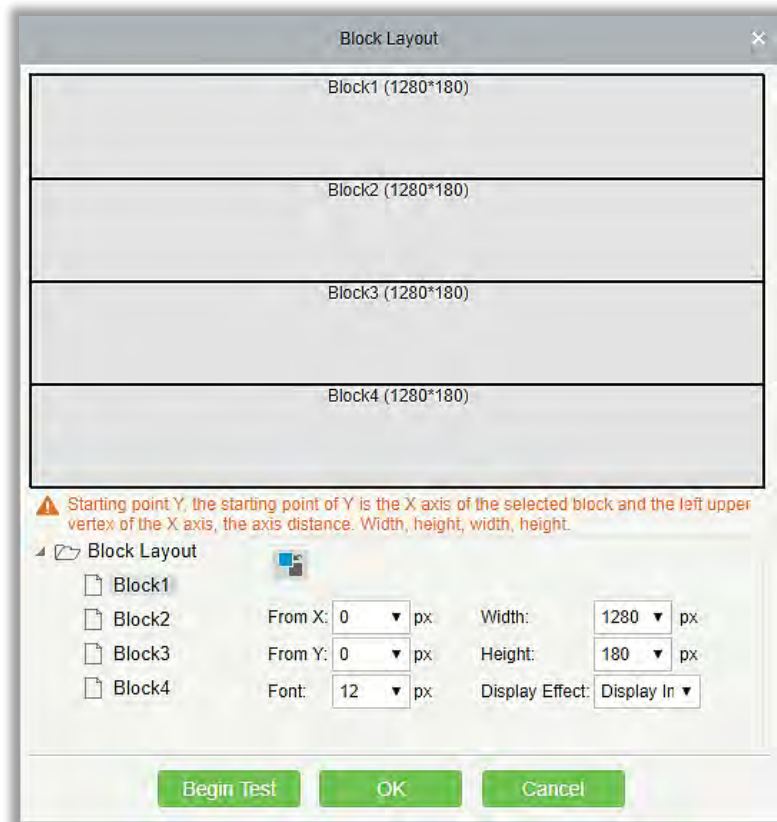 Block Layout
Block1 (1280*180)
Block2 (1280*180)
Block3 (1280*180)
Block4 (1280*180)
Starting point Y, the starting point of Y is the X axis of the selected block and the left upper
vertex of the X axis, the axis distance. Width, height, width, height.
Block Layout
Block1
Block2 From X: 0 px Width: 1280 px
Block3 From Y: 0 px Height: 180 px
Block4 Font: 12 px Display Effect: Display In
Begin Test OK Cancel